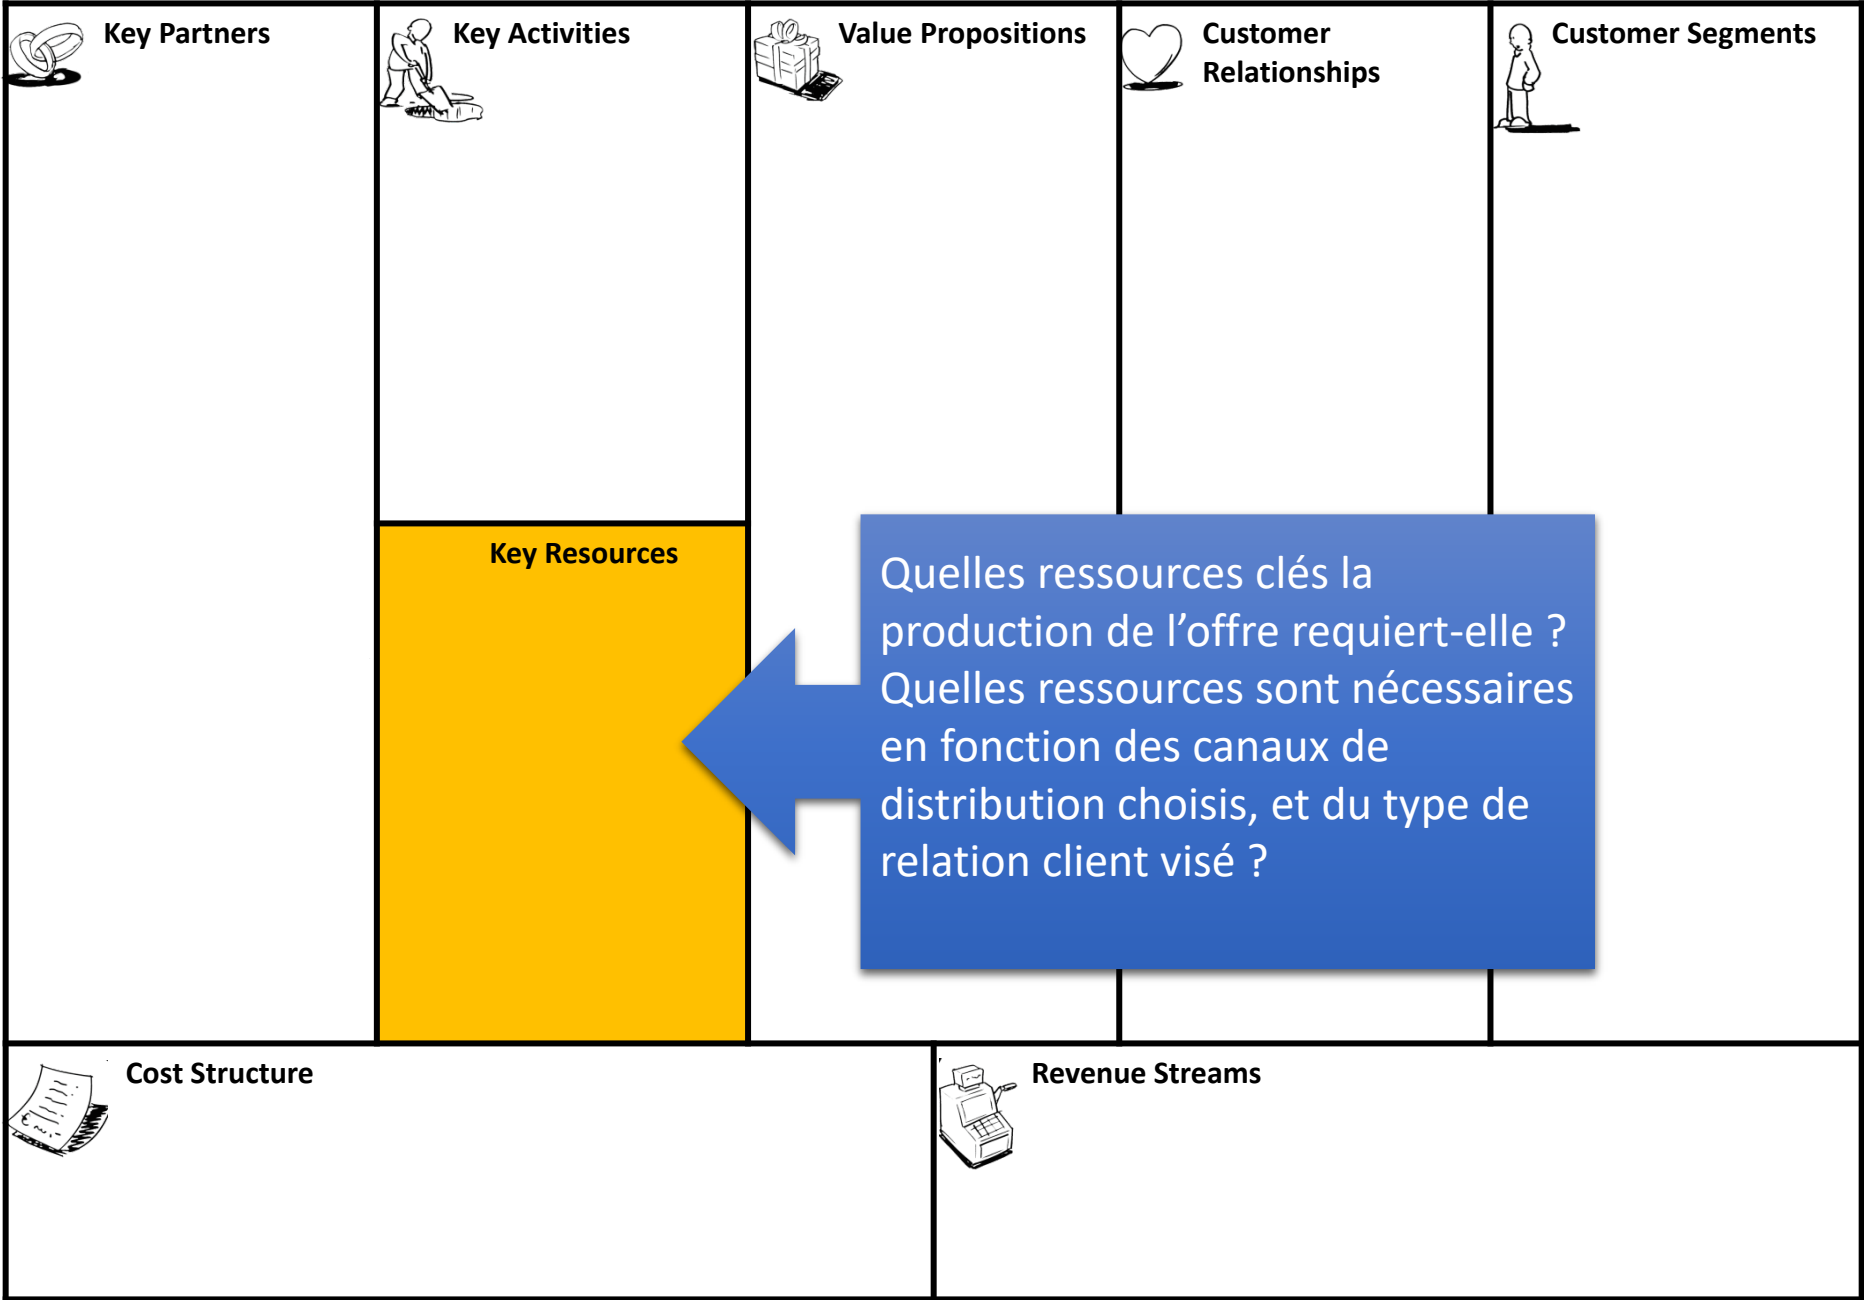 Key Partners
Key Activities
Value Propositions
Customer
Relationships
Customer Segments
Key Resources
Quelles ressources clés la
production de l’offre requiert-elle ?
Quelles ressources sont nécessaires
en fonction des canaux de
distribution choisis, et du type de
relation client visé ?
Cost Structure
Revenue Streams